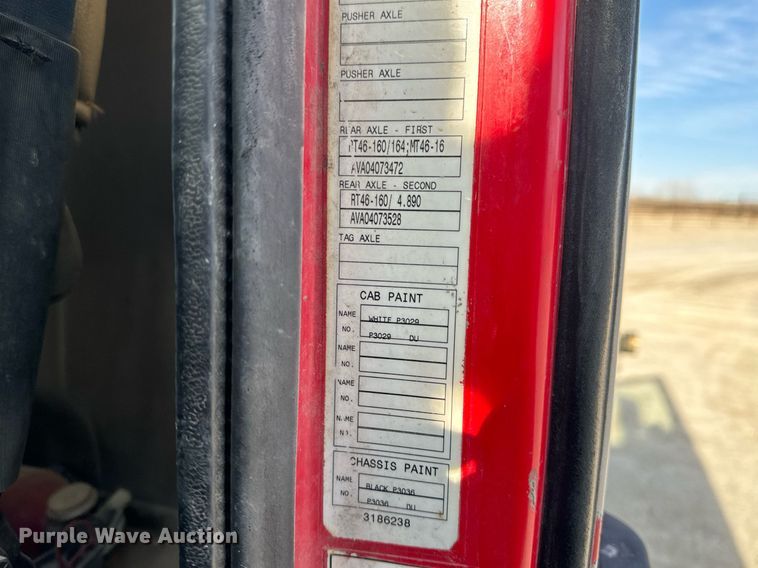 PUSHER AXLE
PUSHER AXLE
REAR AXLE - FIRST
RT46-160/164;MT46-16
AVA04073472
REAR AXLE - SECOND
RT46-160/ 4.890
AVA04073528
TAG AXLE
CAB PAINT
NAME WHITE P3029
NO. P3029 DU
NAME
NO.
NAME
NO.
NAME
NO.
CHASSIS PAINT
NAME BLACK P3036
NO. P3036 DU
3186238
Purple Wave Auction®